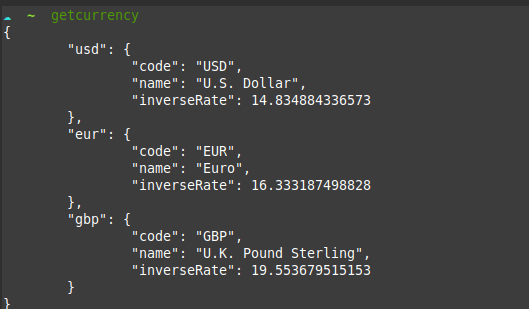 ~ getcurrency
{
	"usd": {
		"code": "USD",
		"name": "U.S. Dollar",
		"inverseRate": 14.834884336573
	},
	"eur": {
		"code": "EUR",
		"name": "Euro",
		"inverseRate": 16.333187498828
	},
	"gbp": {
		"code": "GBP",
		"name": "U.K. Pound Sterling",
		"inverseRate": 19.553679515153
	}
}